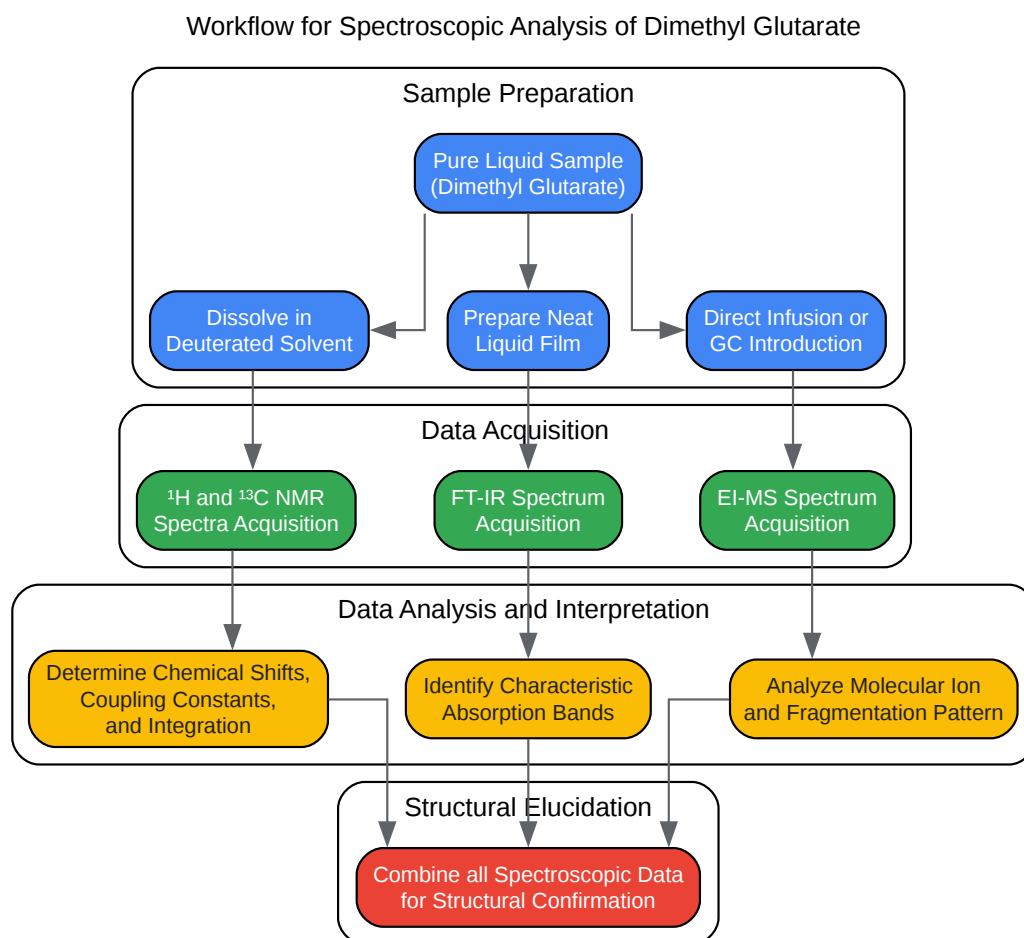 Workflow for Spectroscopic Analysis of Dimethyl Glutarate
Sample Preparation
Pure Liquid Sample
(Dimethyl Glutarate)
Dissolve in
Deuterated Solvent
Prepare Neat
Liquid Film
Direct Infusion or
GC Introduction
Data Acquisition
¹H and ¹³C NMR
Spectra Acquisition
FT-IR Spectrum
Acquisition
EI-MS Spectrum
Acquisition
Data Analysis and Interpretation
Determine Chemical Shifts,
Coupling Constants,
and Integration
Identify Characteristic
Absorption Bands
Analyze Molecular Ion
and Fragmentation Pattern
Structural Elucidation
Combine all Spectroscopic Data
for Structural Confirmation